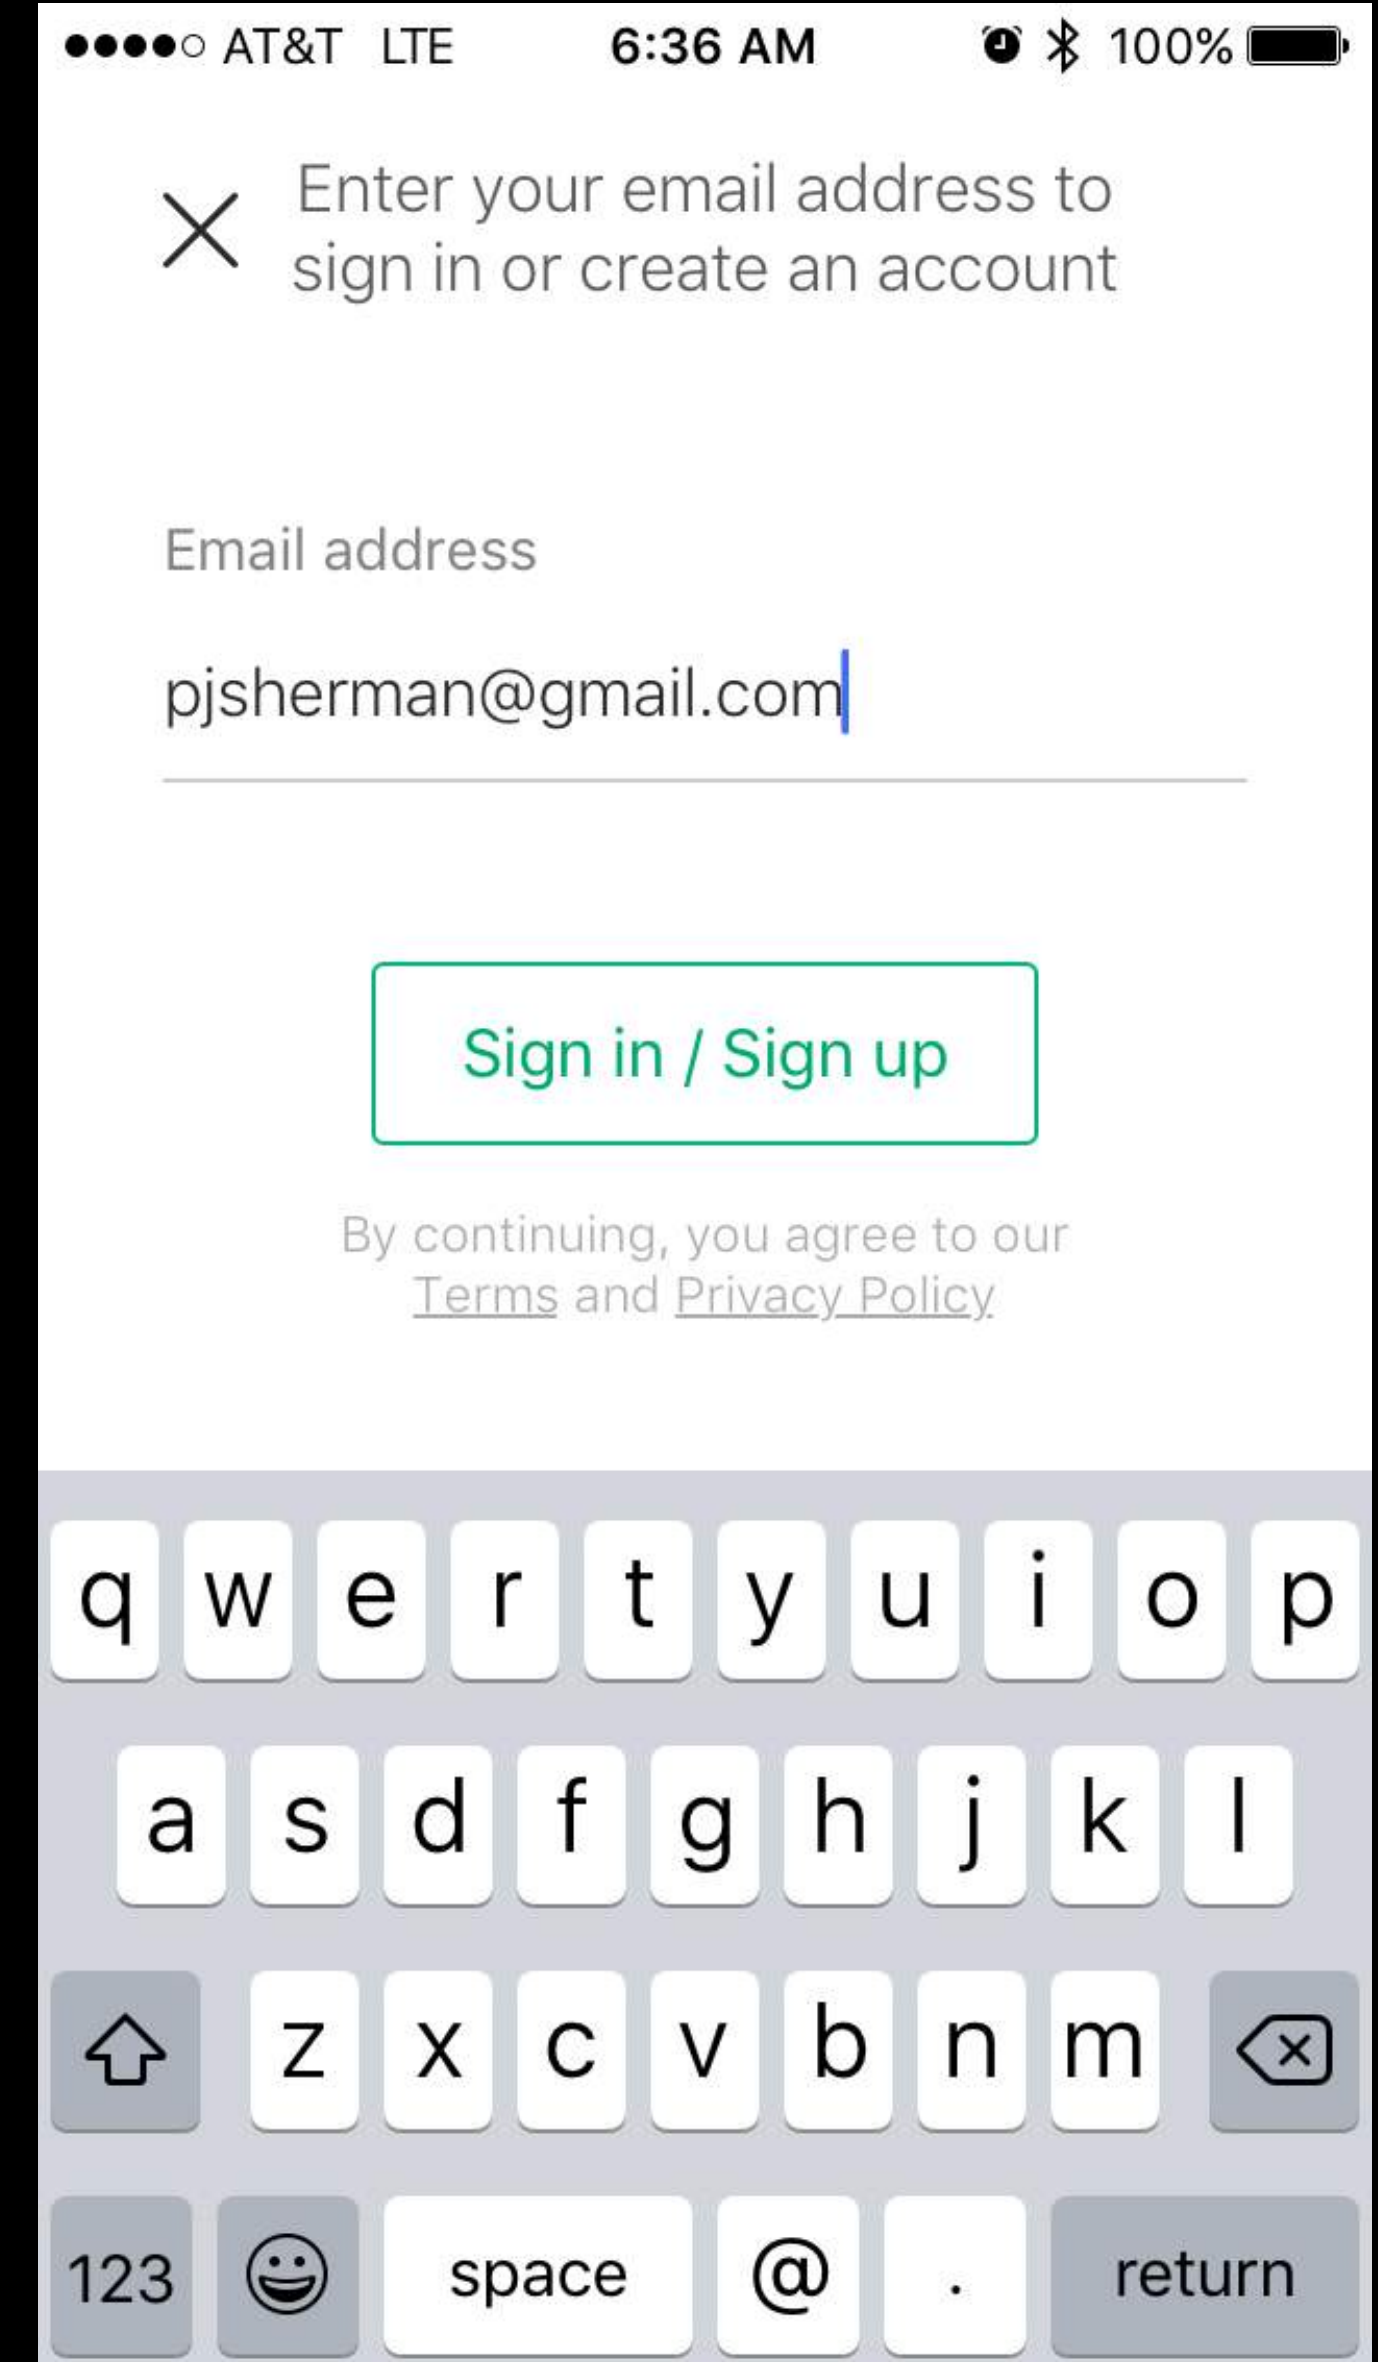 AT&T LTE 6:36 AM 100%
Enter your email address to
sign in or create an account
Email address
pjsherman@gmail.com
Sign in / Sign up
By continuing, you agree to our
Terms and Privacy Policy
q w e r t y u i o p
a s d f g h j k l
z x c v b n m
123 space @ . return